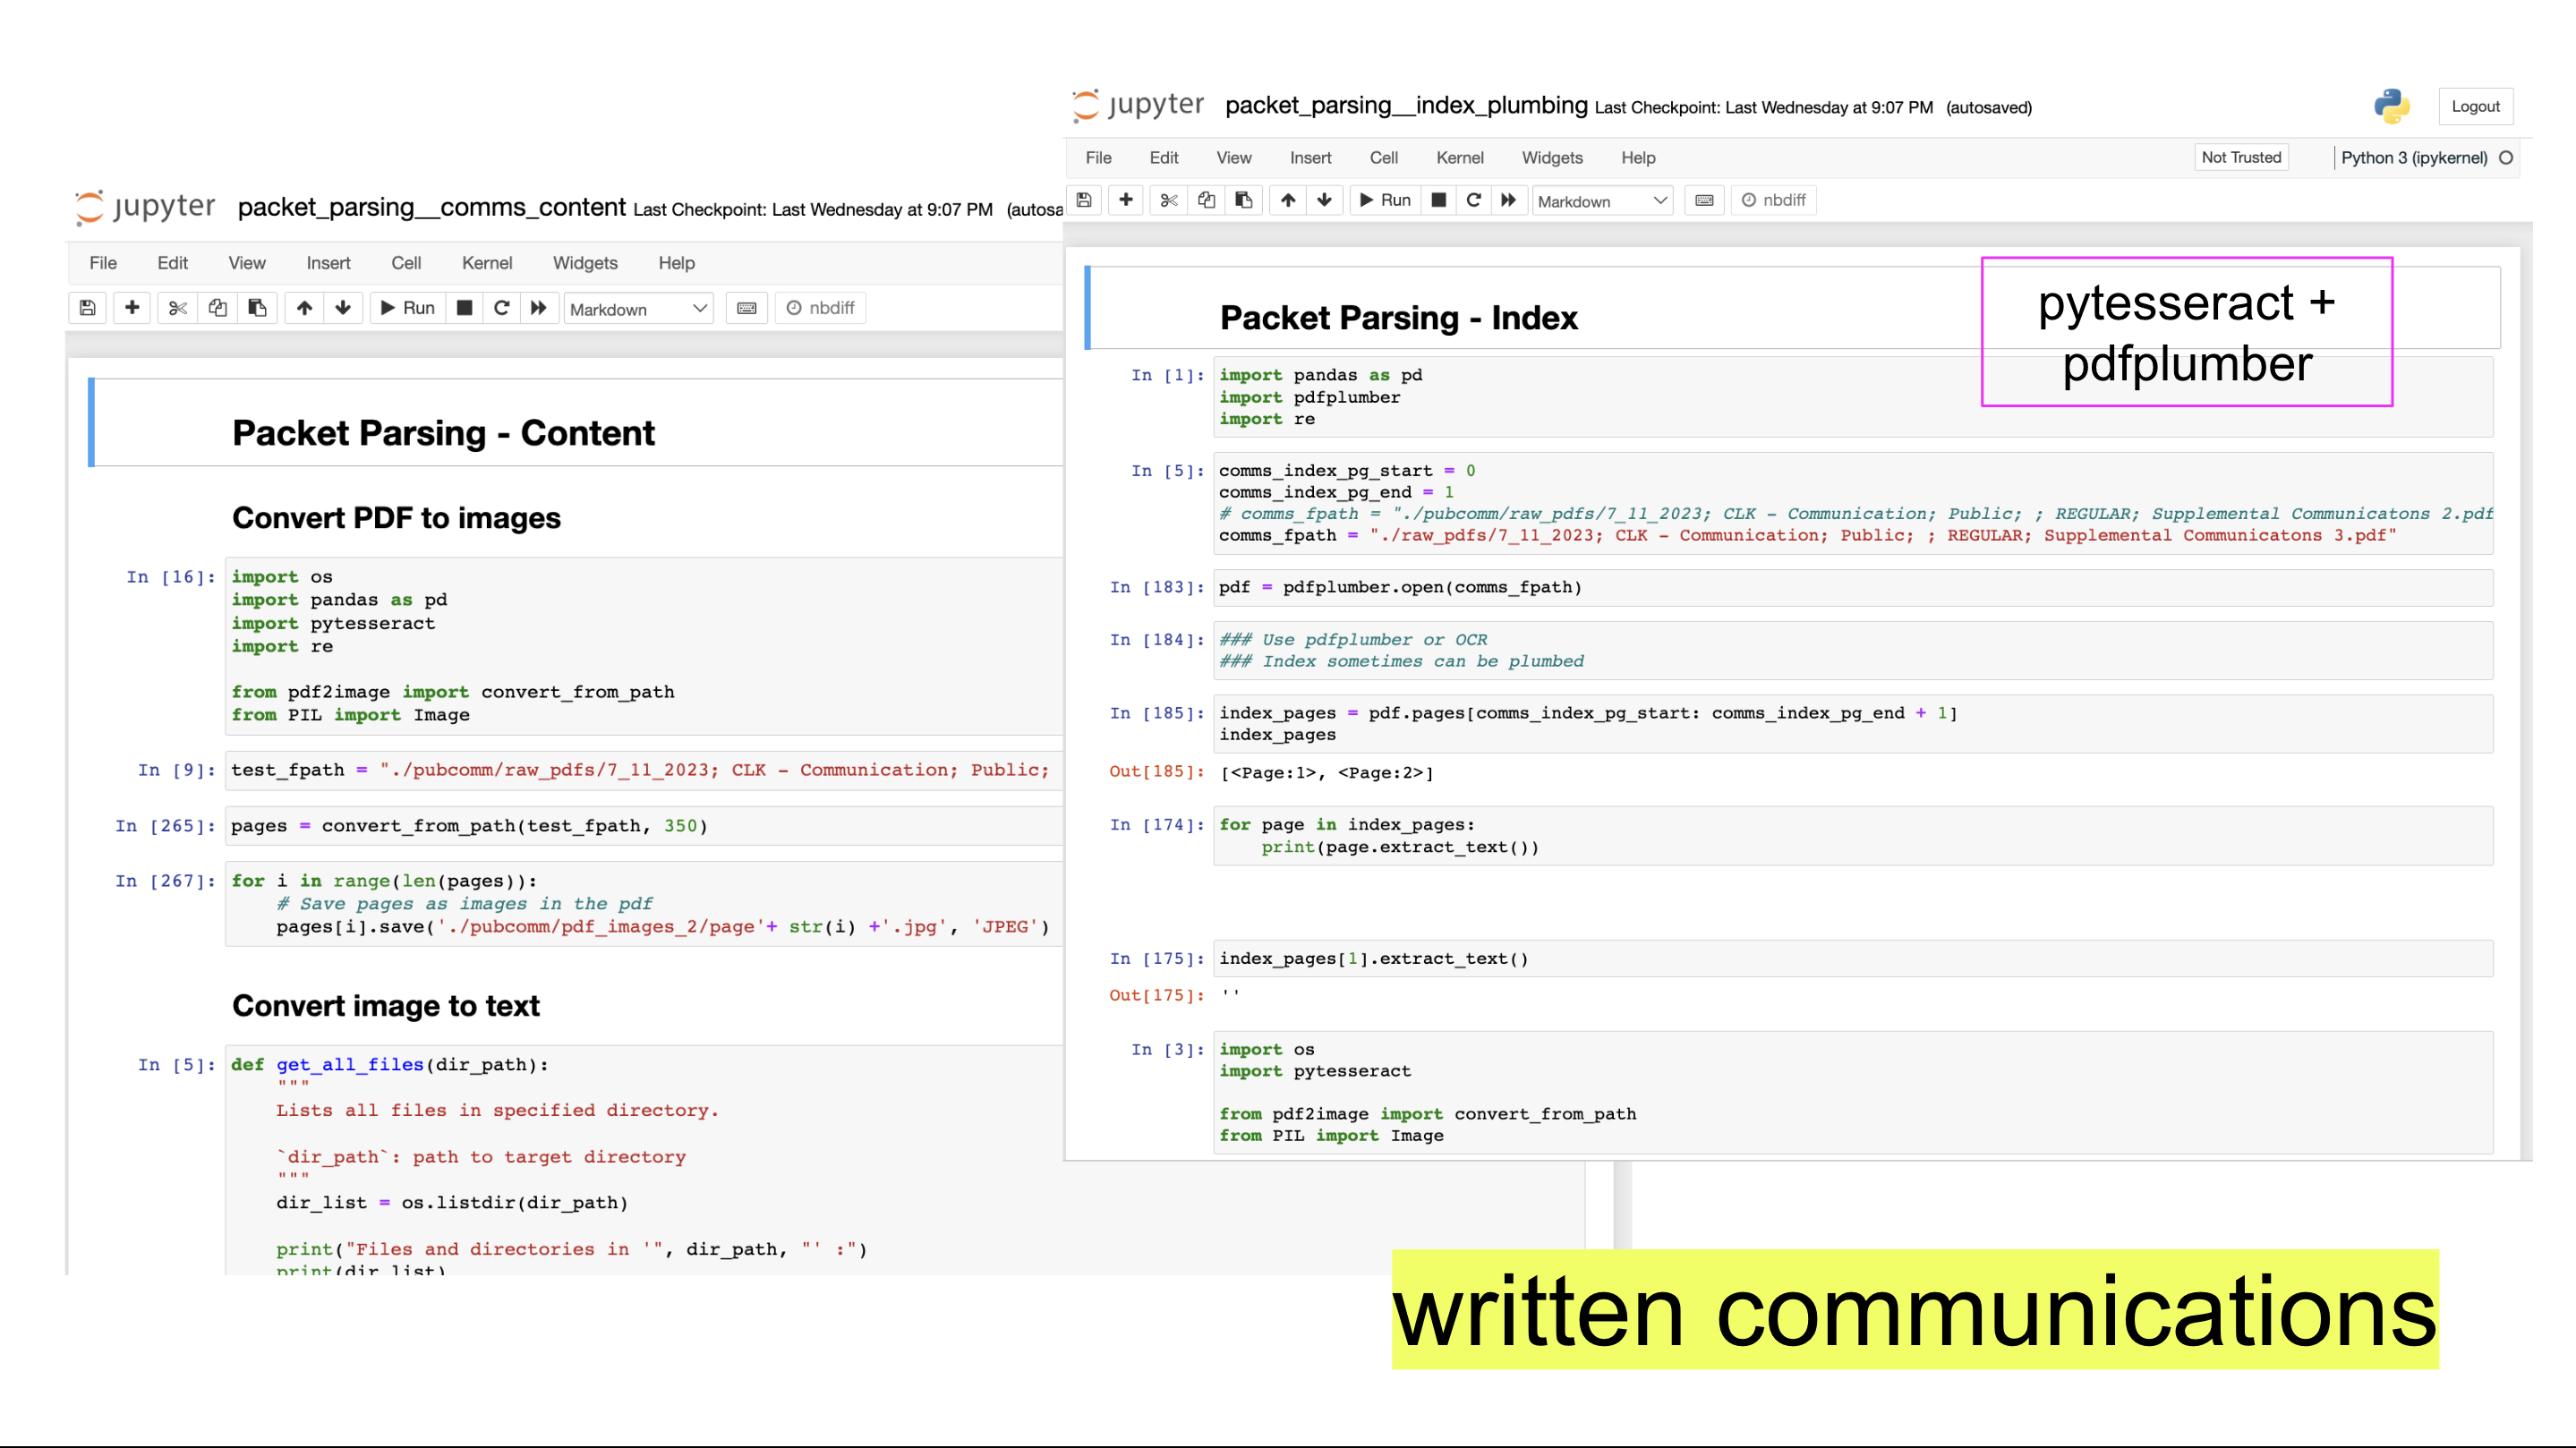 jupyter packet_parsing__comms_content Last Checkpoint: Last Wednesday at 9:07 PM (autosa
File Edit View Insert Cell Kernel Widgets Help
Run Markdown nbdiff
Packet Parsing - Content
Convert PDF to images
In [16]: import os
import pandas as pd
import pytesseract
import re
from pdf2image import convert_from_path
from PIL import Image
In [9]: test_fpath = "./pubcomm/raw_pdfs/7_11_2023; CLK - Communication; Public;
In [265]: pages = convert_from_path(test_fpath, 350)
In [267]: for i in range(len(pages)):
# Save pages as images in the pdf
pages[i].save('./pubcomm/pdf_images_2/page'+ str(i) +'.jpg', 'JPEG')
Convert image to text
In [5]: def get_all_files(dir_path):
"""
Lists all files in specified directory.
`dir_path`: path to target directory
"""
dir_list = os.listdir(dir_path)
print("Files and directories in '", dir_path, "' :")
print(dir_list)
jupyter packet_parsing__index_plumbing Last Checkpoint: Last Wednesday at 9:07 PM (autosaved)
Logout
File Edit View Insert Cell Kernel Widgets Help
Not Trusted Python 3 (ipykernel)
Run Markdown nbdiff
Packet Parsing - Index
pytesseract +
pdfplumber
In [1]: import pandas as pd
import pdfplumber
import re
In [5]: comms_index_pg_start = 0
comms_index_pg_end = 1
# comms_fpath = "./pubcomm/raw_pdfs/7_11_2023; CLK - Communication; Public; ; REGULAR; Supplemental Communicatons 2.pdf
comms_fpath = "./raw_pdfs/7_11_2023; CLK - Communication; Public; ; REGULAR; Supplemental Communicatons 3.pdf"
In [183]: pdf = pdfplumber.open(comms_fpath)
In [184]: ### Use pdfplumber or OCR
### Index sometimes can be plumbed
In [185]: index_pages = pdf.pages[comms_index_pg_start: comms_index_pg_end + 1]
index_pages
Out[185]: [<Page:1>, <Page:2>]
In [174]: for page in index_pages:
print(page.extract_text())
In [175]: index_pages[1].extract_text()
Out[175]: ''
In [3]: import os
import pytesseract
from pdf2image import convert_from_path
from PIL import Image
written communications